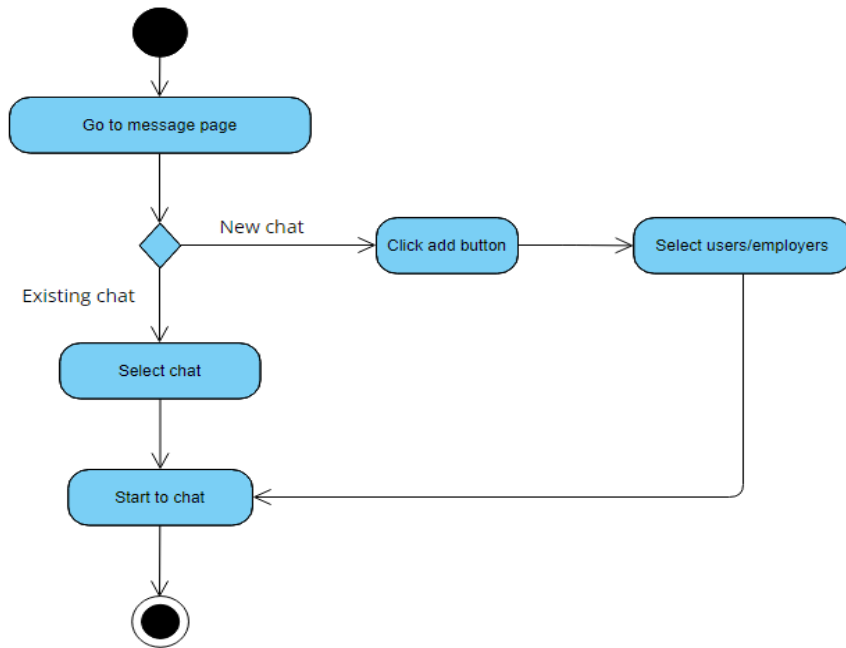 Go to message page
New chat
Click add button
Select users/employers
Existing chat
Select chat
Start to chat